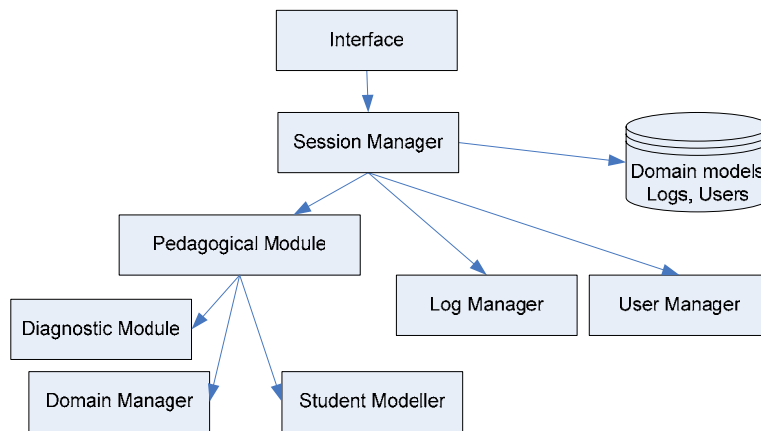 Interface
Session Manager
Domain models
Logs, Users
Pedagogical Module
Log Manager
User Manager
Diagnostic Module
Domain Manager
Student Modeller